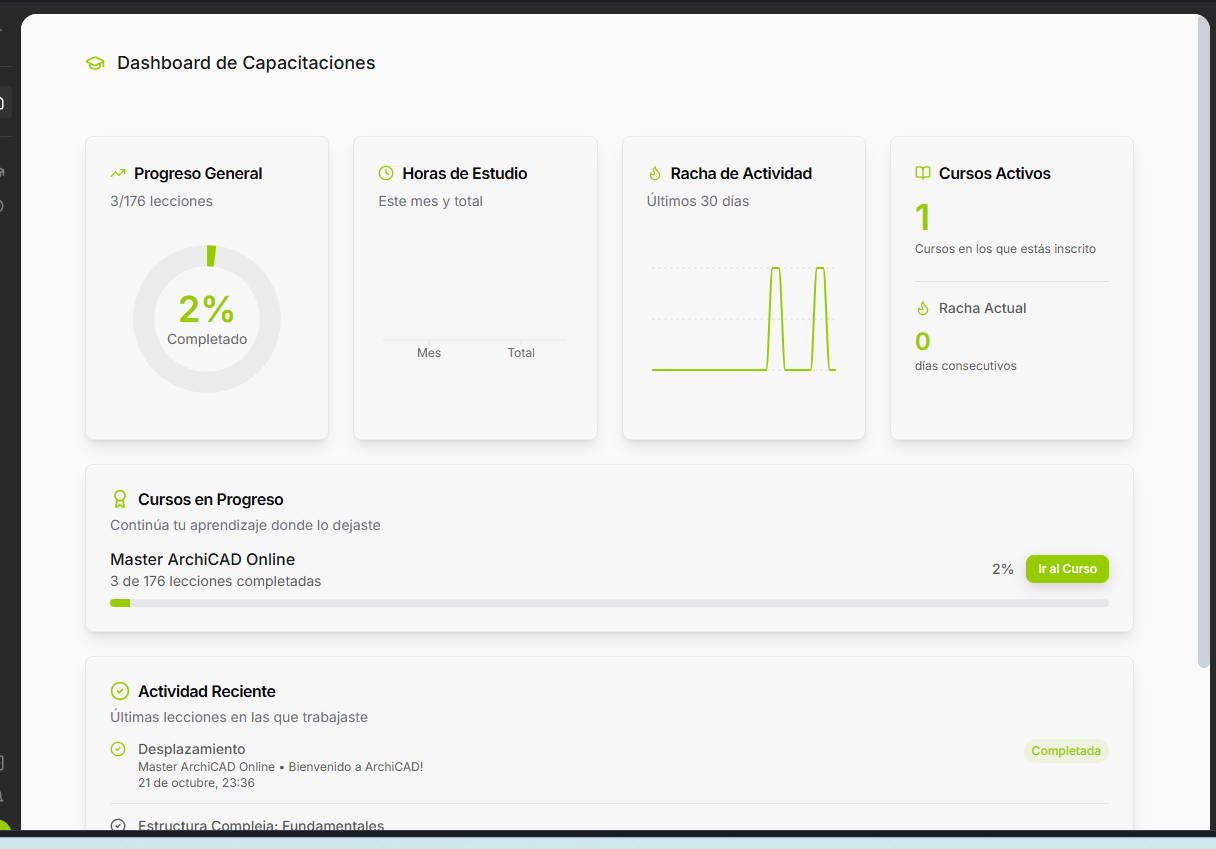 Dashboard de Capacitaciones
Progreso General
3/176 lecciones
2%
Completado
Horas de Estudio
Este mes y total
Mes Total
Racha de Actividad
Últimos 30 días
Cursos Activos
1
Cursos en los que estás inscrito
Racha Actual
0
días consecutivos
Cursos en Progreso
Continúa tu aprendizaje donde lo dejaste
Master ArchiCAD Online
3 de 176 lecciones completadas
2% Ir al Curso
Actividad Reciente
Últimas lecciones en las que trabajaste
Desplazamiento
Master ArchiCAD Online • Bienvenido a ArchiCAD!
21 de octubre, 23:36
Completada
Estructura Compleja: Fundamentales